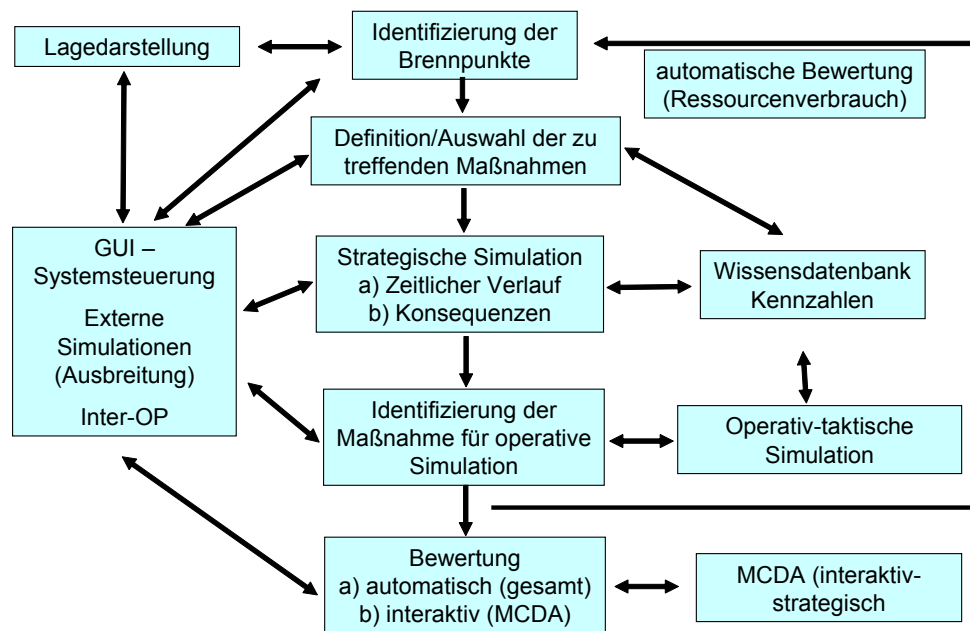 Lagedarstellung
Identifizierung der
Brennpunkte
automatische Bewertung
(Ressourcenverbrauch)
Definition/Auswahl der zu
treffenden Maßnahmen
GUI –
Systemsteuerung
Externe
Simulationen
(Ausbreitung)
Inter-OP
Strategische Simulation
a) Zeitlicher Verlauf
b) Konsequenzen
Wissensdatenbank
Kennzahlen
Identifizierung der
Maßnahme für operative
Simulation
Operativ-taktische
Simulation
Bewertung
a) automatisch (gesamt)
b) interaktiv (MCDA)
MCDA (interaktiv-
strategisch